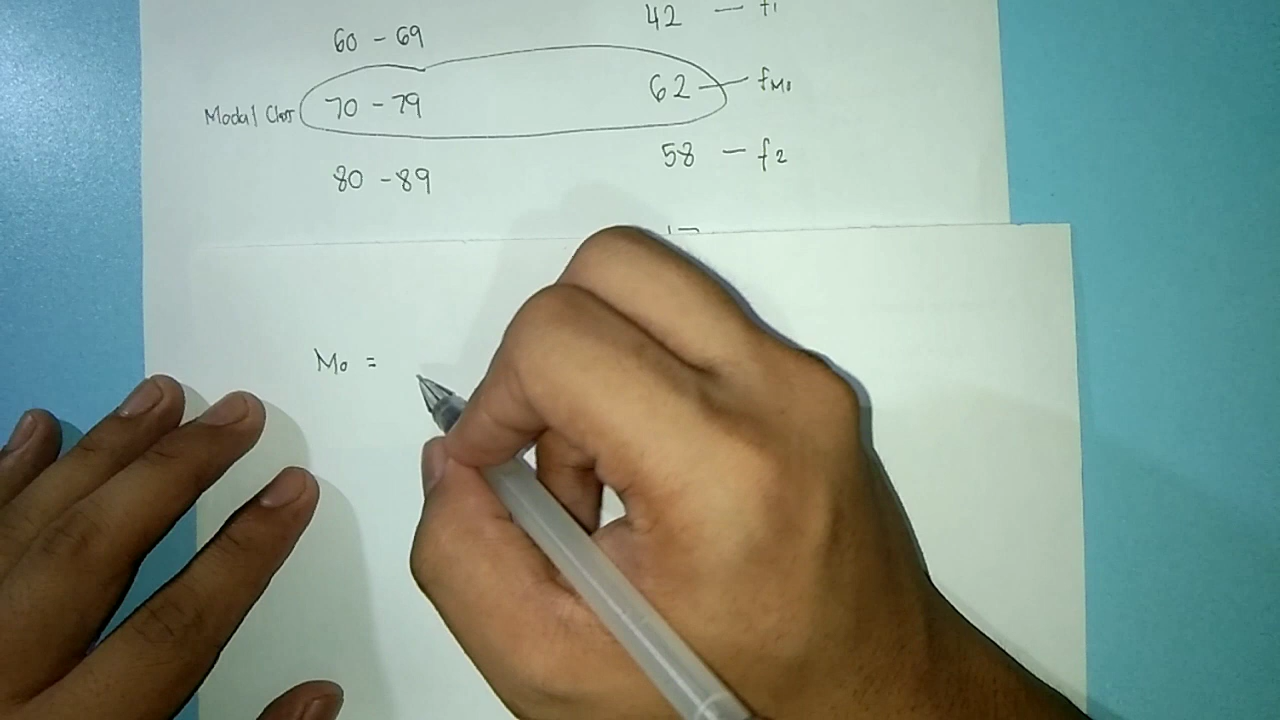 60 - 69 42 — f1
Modal Class 70 - 79 62 — fMo
80 - 89 58 — f2
Mo =